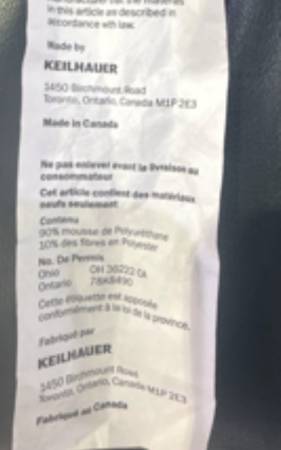 in this article as described in
accordance with law.
Made by
KEILHAUER
1450 Birchmount Road
Toronto, Ontario, Canada M1P 2E3
Made in Canada
Ne pas enlever avant la livraison au
consommateur
Cet article contient des matériaux
neufs seulement
Contenu
90% mousse de Polyuréthane
10% des fibres en Polyester
No. De Permis
Ohio OH 36222
Ontario
Cette étiquette est apposée
conformément à la loi de la province.
Fabriqué par
KEILHAUER
1450 Birchmount Road
Toronto, Ontario, Canada M1P 2E3
Fabriqué au Canada